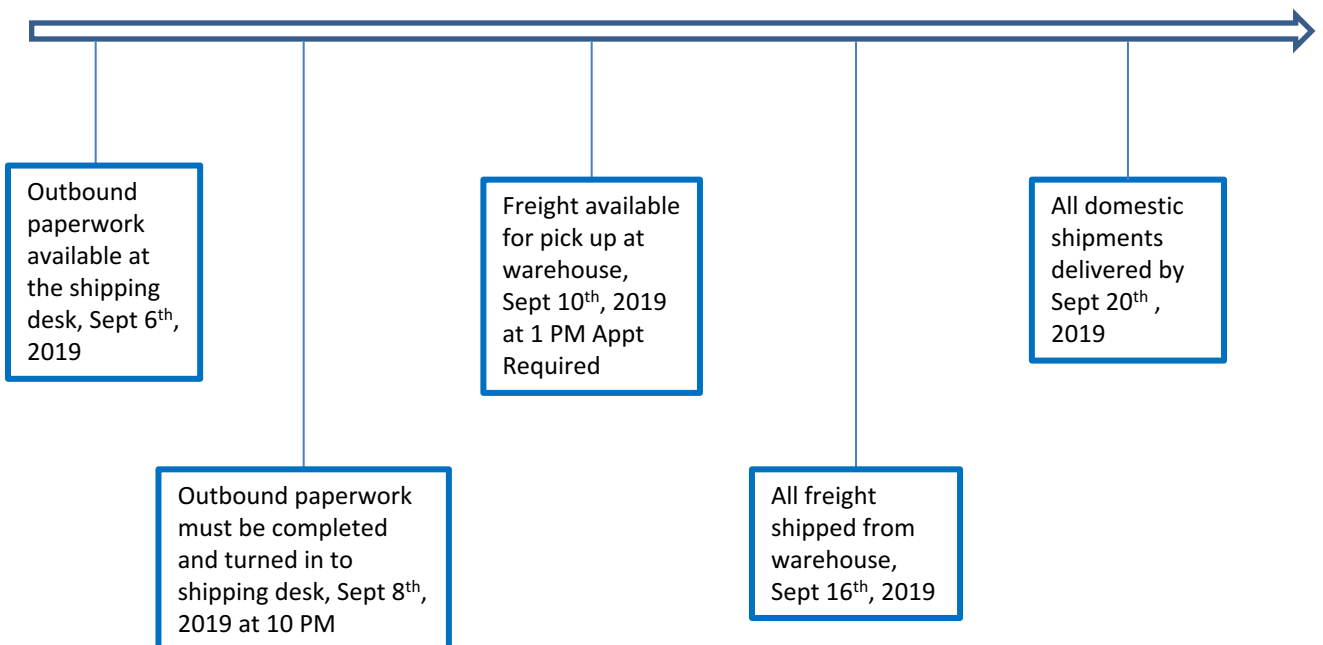 Outbound
paperwork
available at
the shipping
desk, Sept 6th,
2019
Outbound paperwork
must be completed
and turned in to
shipping desk, Sept 8th,
2019 at 10 PM
Freight available
for pick up at
warehouse,
Sept 10th, 2019
at 1 PM Appt
Required
All freight
shipped from
warehouse,
Sept 16th, 2019
All domestic
shipments
delivered by
Sept 20th ,
2019